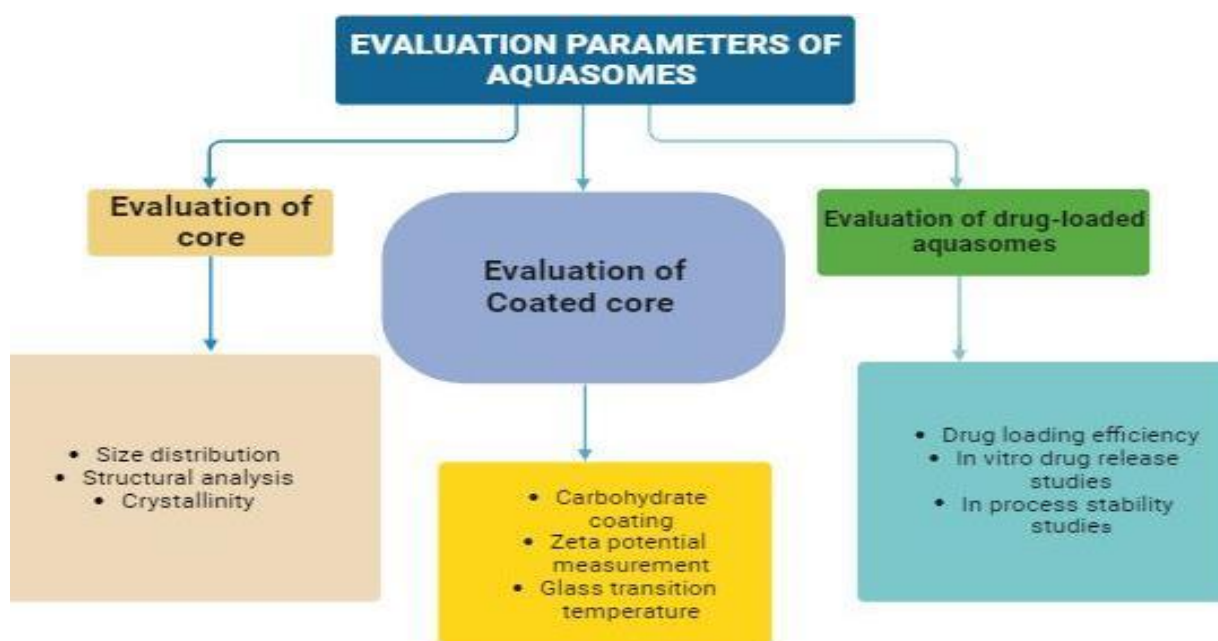 EVALUATION PARAMETERS OF
AQUASOMES
Evaluation of
core
Evaluation of
Coated core
Evaluation of drug-loaded
aquasomes
• Size distribution
• Structural analysis
• Crystallinity
• Carbohydrate
coating
• Zeta potential
measurement
• Glass transition
temperature
• Drug loading efficiency
• In vitro drug release
studies
• In process stability
studies